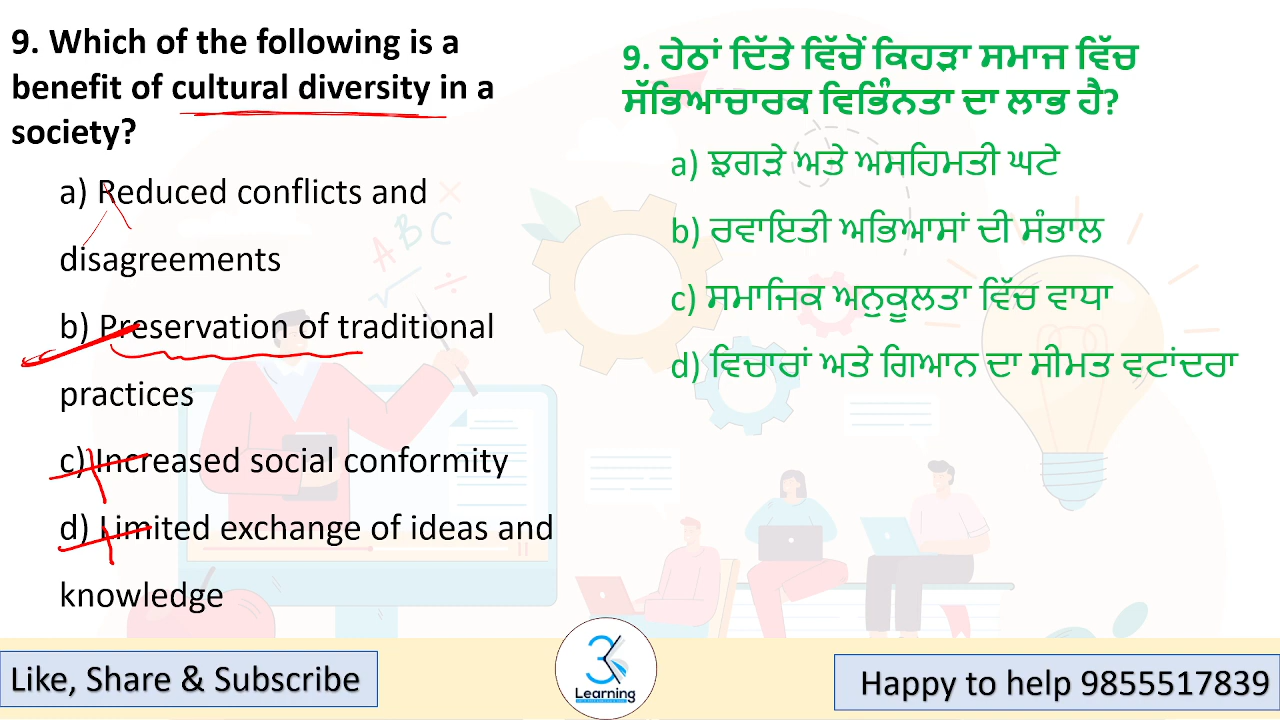 9. Which of the following is a
benefit of cultural diversity in a
society?
a) Reduced conflicts and
disagreements
b) Preservation of traditional
practices
c) Increased social conformity
d) Limited exchange of ideas and
knowledge
9. ਹੇਠਾਂ ਦਿੱਤੇ ਵਿੱਚੋਂ ਕਿਹੜਾ ਸਮਾਜ ਵਿੱਚ
ਸੱਭਿਆਚਾਰਕ ਵਿਭਿੰਨਤਾ ਦਾ ਲਾਭ ਹੈ?
a) ਝਗੜੇ ਅਤੇ ਅਸਹਿਮਤੀ ਘਟੇ
b) ਰਵਾਇਤੀ ਅਭਿਆਸਾਂ ਦੀ ਸੰਭਾਲ
c) ਸਮਾਜਿਕ ਅਨੁਕੂਲਤਾ ਵਿੱਚ ਵਾਧਾ
d) ਵਿਚਾਰਾਂ ਅਤੇ ਗਿਆਨ ਦਾ ਸੀਮਤ ਵਟਾਂਦਰਾ
ABC
Like, Share & Subscribe
3
Learning
Happy to help 9855517839